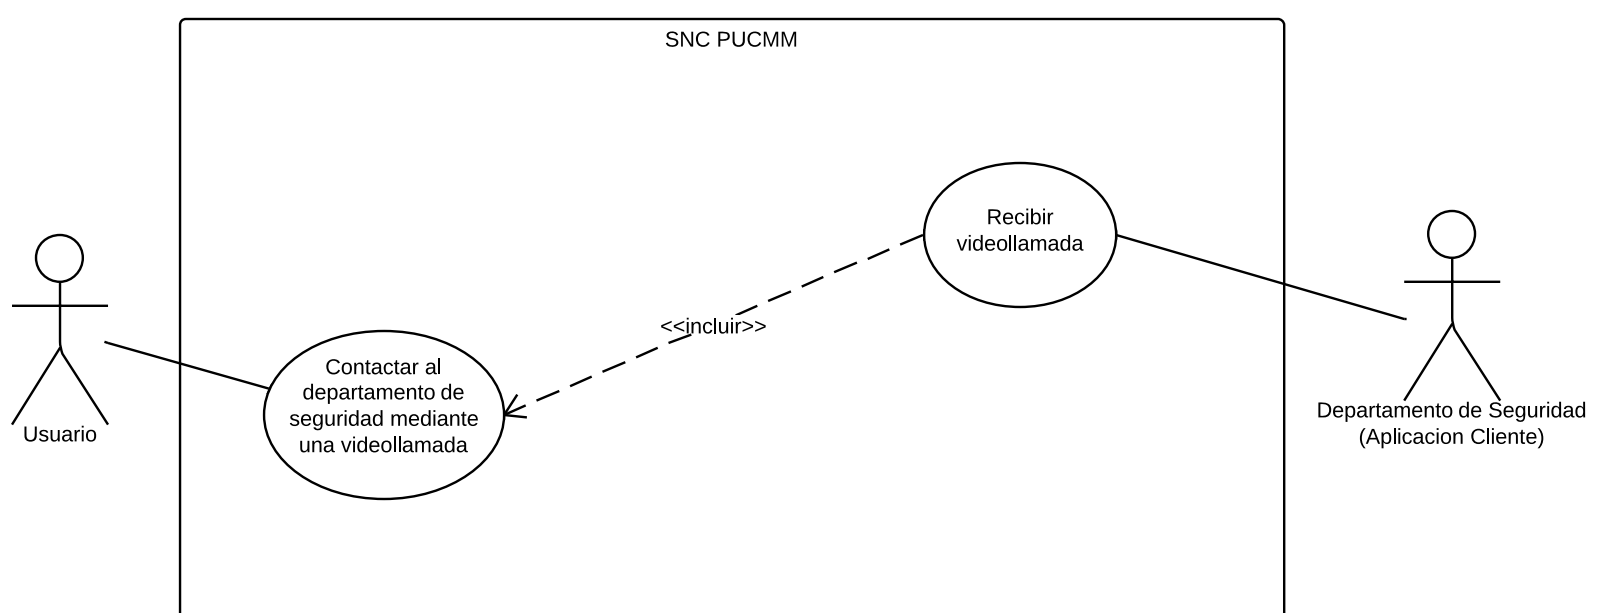 SNC PUCMM
Recibir
videollamada
<<incluir>>
Contactar al
departamento de
seguridad mediante
una videollamada
Usuario
Departamento de Seguridad
(Aplicacion Cliente)